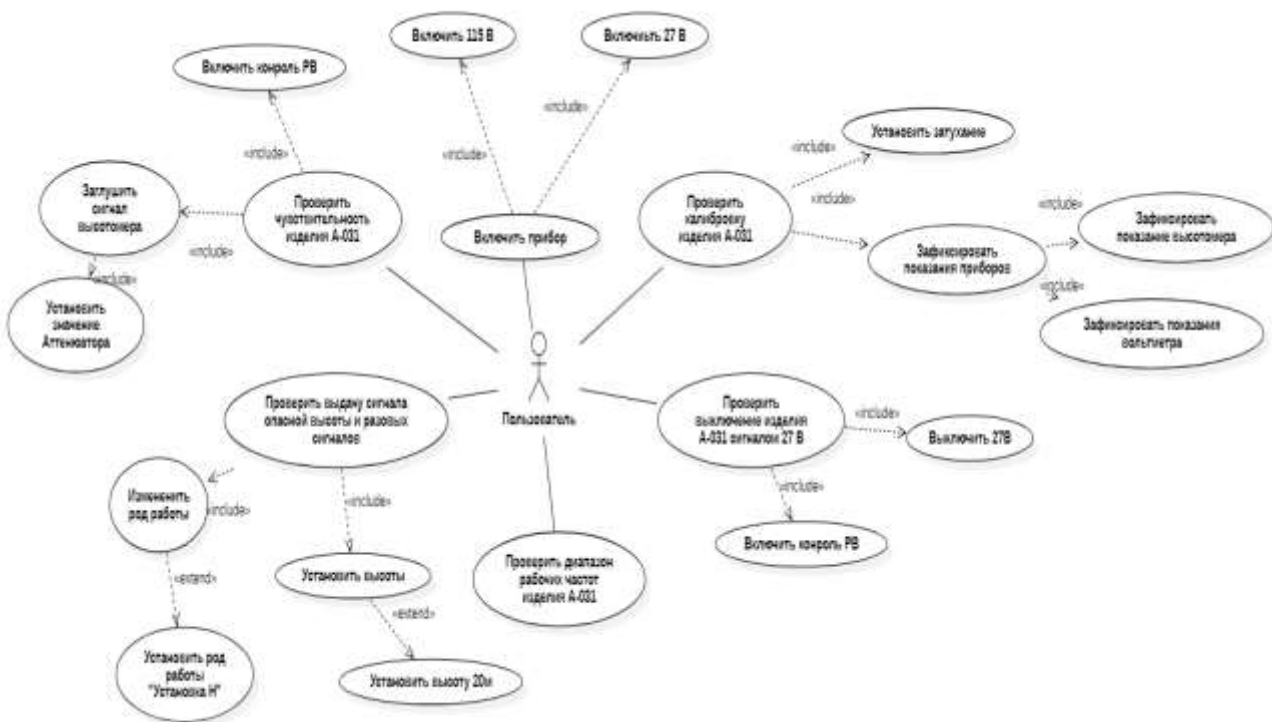 Включить 115 В
Включить 27 В
Включить конроль РВ
«include»
«include»
«include»
Установить затухание
«include»
«include»
Заглушить
сигнал
высотомера
Проверить
чувствительность
изделия А-031
«include»
Включить прибор
Проверить
калибровку
изделия А-031
«include»
Зафиксировать
показания приборов
«include»
Зафиксировать
показание высотомера
«include»
Установить
значение
Аттенюатора
«include»
Зафиксировать показания
вольтметра
Пользователь
Проверить выдачу сигнала
опасной высоты и разовых
сигналов
Проверить
выключение изделия
А-031 сигналом 27 В
«include»
Выключить 27В
Измененить
род работы
«include»
«include»
«include»
Включить конроль РВ
«extend»
Установить высоты
Проверить диапазон
рабочих частот
изделия А-031
«extend»
Установить род
работы
"Установка Н"
Установить высоту 20м